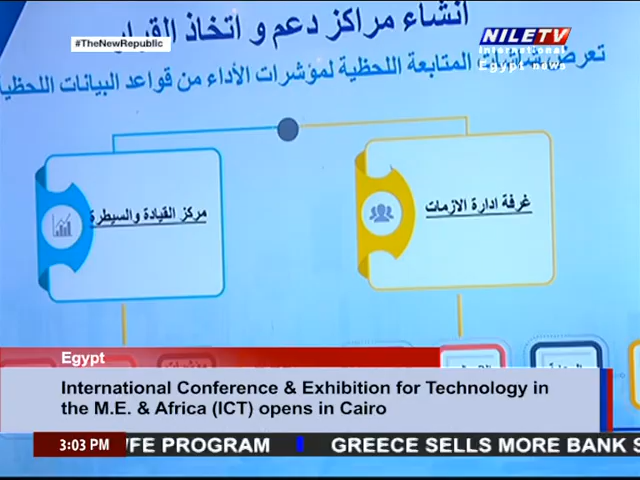 انشاء مراكز دعم و اتخاذ القرار
#TheNewRepublic
NILE TV
international
Egypt news
المتابعة اللحظية لمؤشرات الأداء من قواعد البيانات اللحظية
غرفة ادارة الازمات
مركز القيادة والسيطرة
Egypt
International Conference & Exhibition for Technology in
the M.E. & Africa (ICT) opens in Cairo
3:03 PM
FE PROGRAM GREECE SELLS MORE BANK S